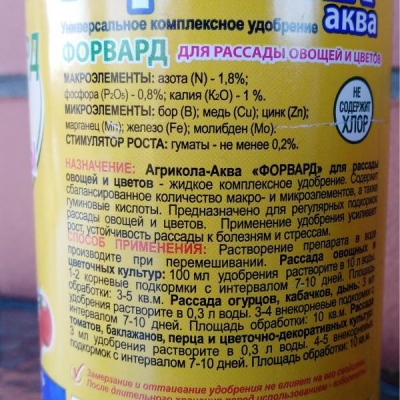 аква
Универсальное комплексное удобрение
ФОРВАРД ДЛЯ РАССАДЫ ОВОЩЕЙ И ЦВЕТОВ
МАКРОЭЛЕМЕНТЫ: азота (N) - 1,8%;
фосфора (P₂O₅) - 0,8%; калия (K₂O) - 1 %.
МИКРОЭЛЕМЕНТЫ: бор (B); медь (Cu); цинк (Zn);
марганец (Mn); железо (Fe); молибден (Mo).
СТИМУЛЯТОР РОСТА: гуматы - не менее 0,2%.
НЕ СОДЕРЖИТ ХЛОР
НАЗНАЧЕНИЕ: Агрикола-Аква «ФОРВАРД» для рассады
овощей и цветов - жидкое комплексное удобрение. Содержит
сбалансированное количество макро- и микроэлементов, а также
гуминовые кислоты. Предназначено для регулярных подкормок
рассады овощей и цветов. Применение удобрения усиливает
рост, устойчивость рассады к болезням и стрессам.
СПОСОБ ПРИМЕНЕНИЯ: Растворение препарата в воде
производите при перемешивании. Рассада овощных и
цветочных культур: 100 мл удобрения растворите в 10 л воды.
1-2 корневые подкормки с интервалом 7-10 дней. Площадь
обработки: 3-5 кв.м. Рассада огурцов, кабачков, дынь: 3 мл
удобрения растворите в 0,3 л воды. 3-4 внекорневые подкормки с
интервалом 7-10 дней. Площадь обработки: 10 кв.м. Рассада
томатов, баклажанов, перца и цветочно-декоративных культур:
3 мл удобрения растворите в 0,3 л воды. 4-5 внекорневых
подкормок с интервалом 7-10 дней. Площадь обработки: 10 кв.м.
Замерзание и оттаивание удобрения не влияет на его свойства.
После длительного хранения перед использованием - взболтать.